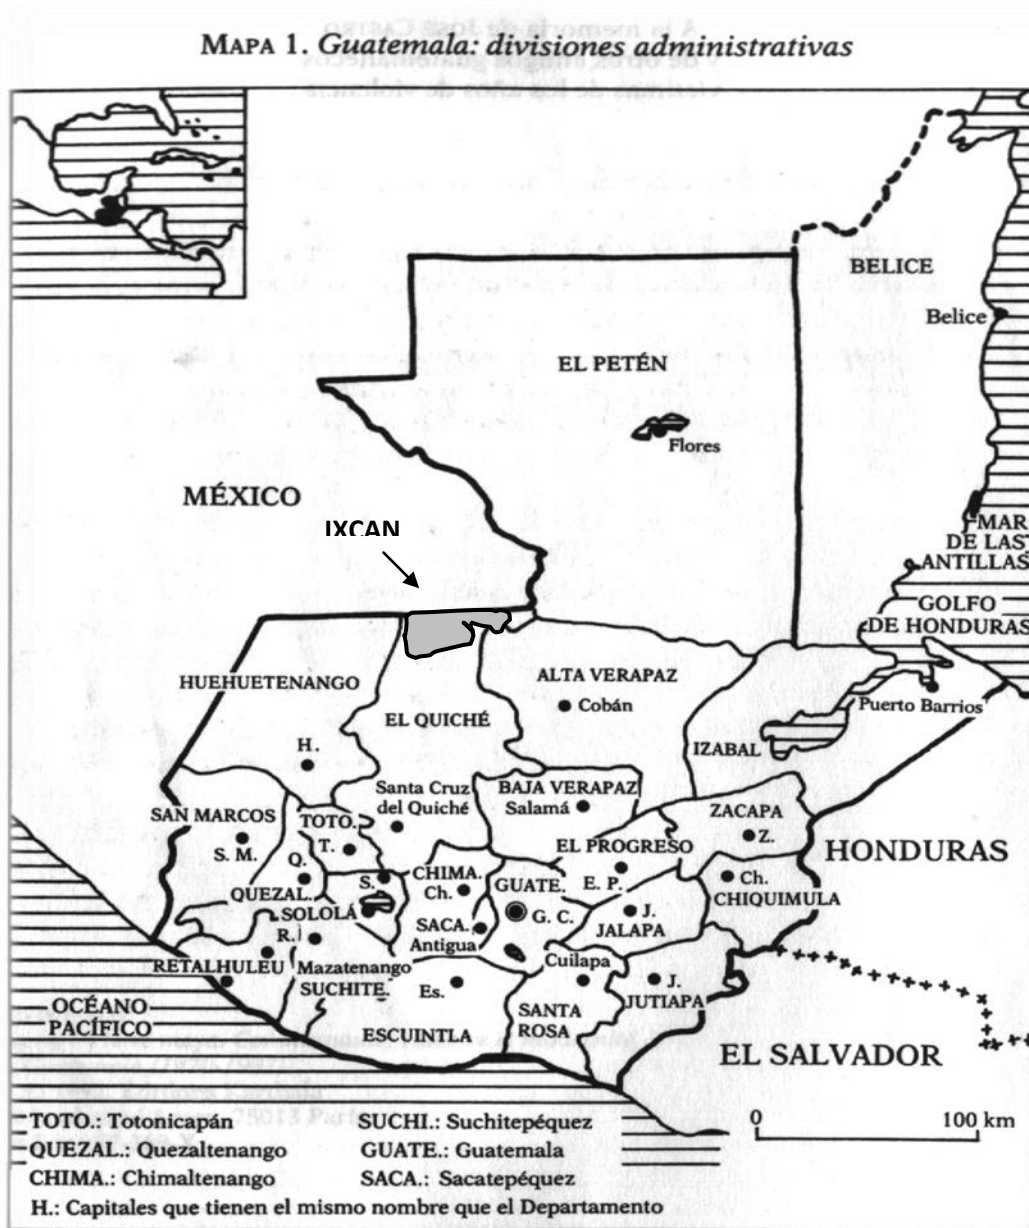 MAPA 1. Guatemala: divisiones administrativas
BELICE
Belice
EL PETÉN
Flores
MÉXICO
IXCAN
MAR
DE LAS
ANTILLAS
GOLFO
DE HONDURAS
HUEHUETENANGO
ALTA VERAPAZ
Cobán
Puerto Barrios
EL QUICHÉ
IZABAL
H.
Santa Cruz
del Quiché
BAJA VERAPAZ
Salamá
ZACAPA
Z.
SAN MARCOS
S. M.
TOTO.
T.
EL PROGRESO
E. P.
HONDURAS
Q.
QUEZAL.
S.
SOLOLÁ
CHIMA.
Ch.
GUATE.
G. C.
Ch.
CHIQUIMULA
J.
JALAPA
SACA.
Antigua
R.
RETALHULEU
Mazatenango
SUCHITE.
Es.
ESCUINTLA
Cuilapa
SANTA
ROSA
J.
JUTIAPA
OCÉANO
PACÍFICO
EL SALVADOR
0 100 km
TOTO.: Totonicapán
SUCHI.: Suchitepéquez
QUEZAL.: Quezaltenango
GUATE.: Guatemala
CHIMA.: Chimaltenango
SACA.: Sacatepéquez
H.: Capitales que tienen el mismo nombre que el Departamento